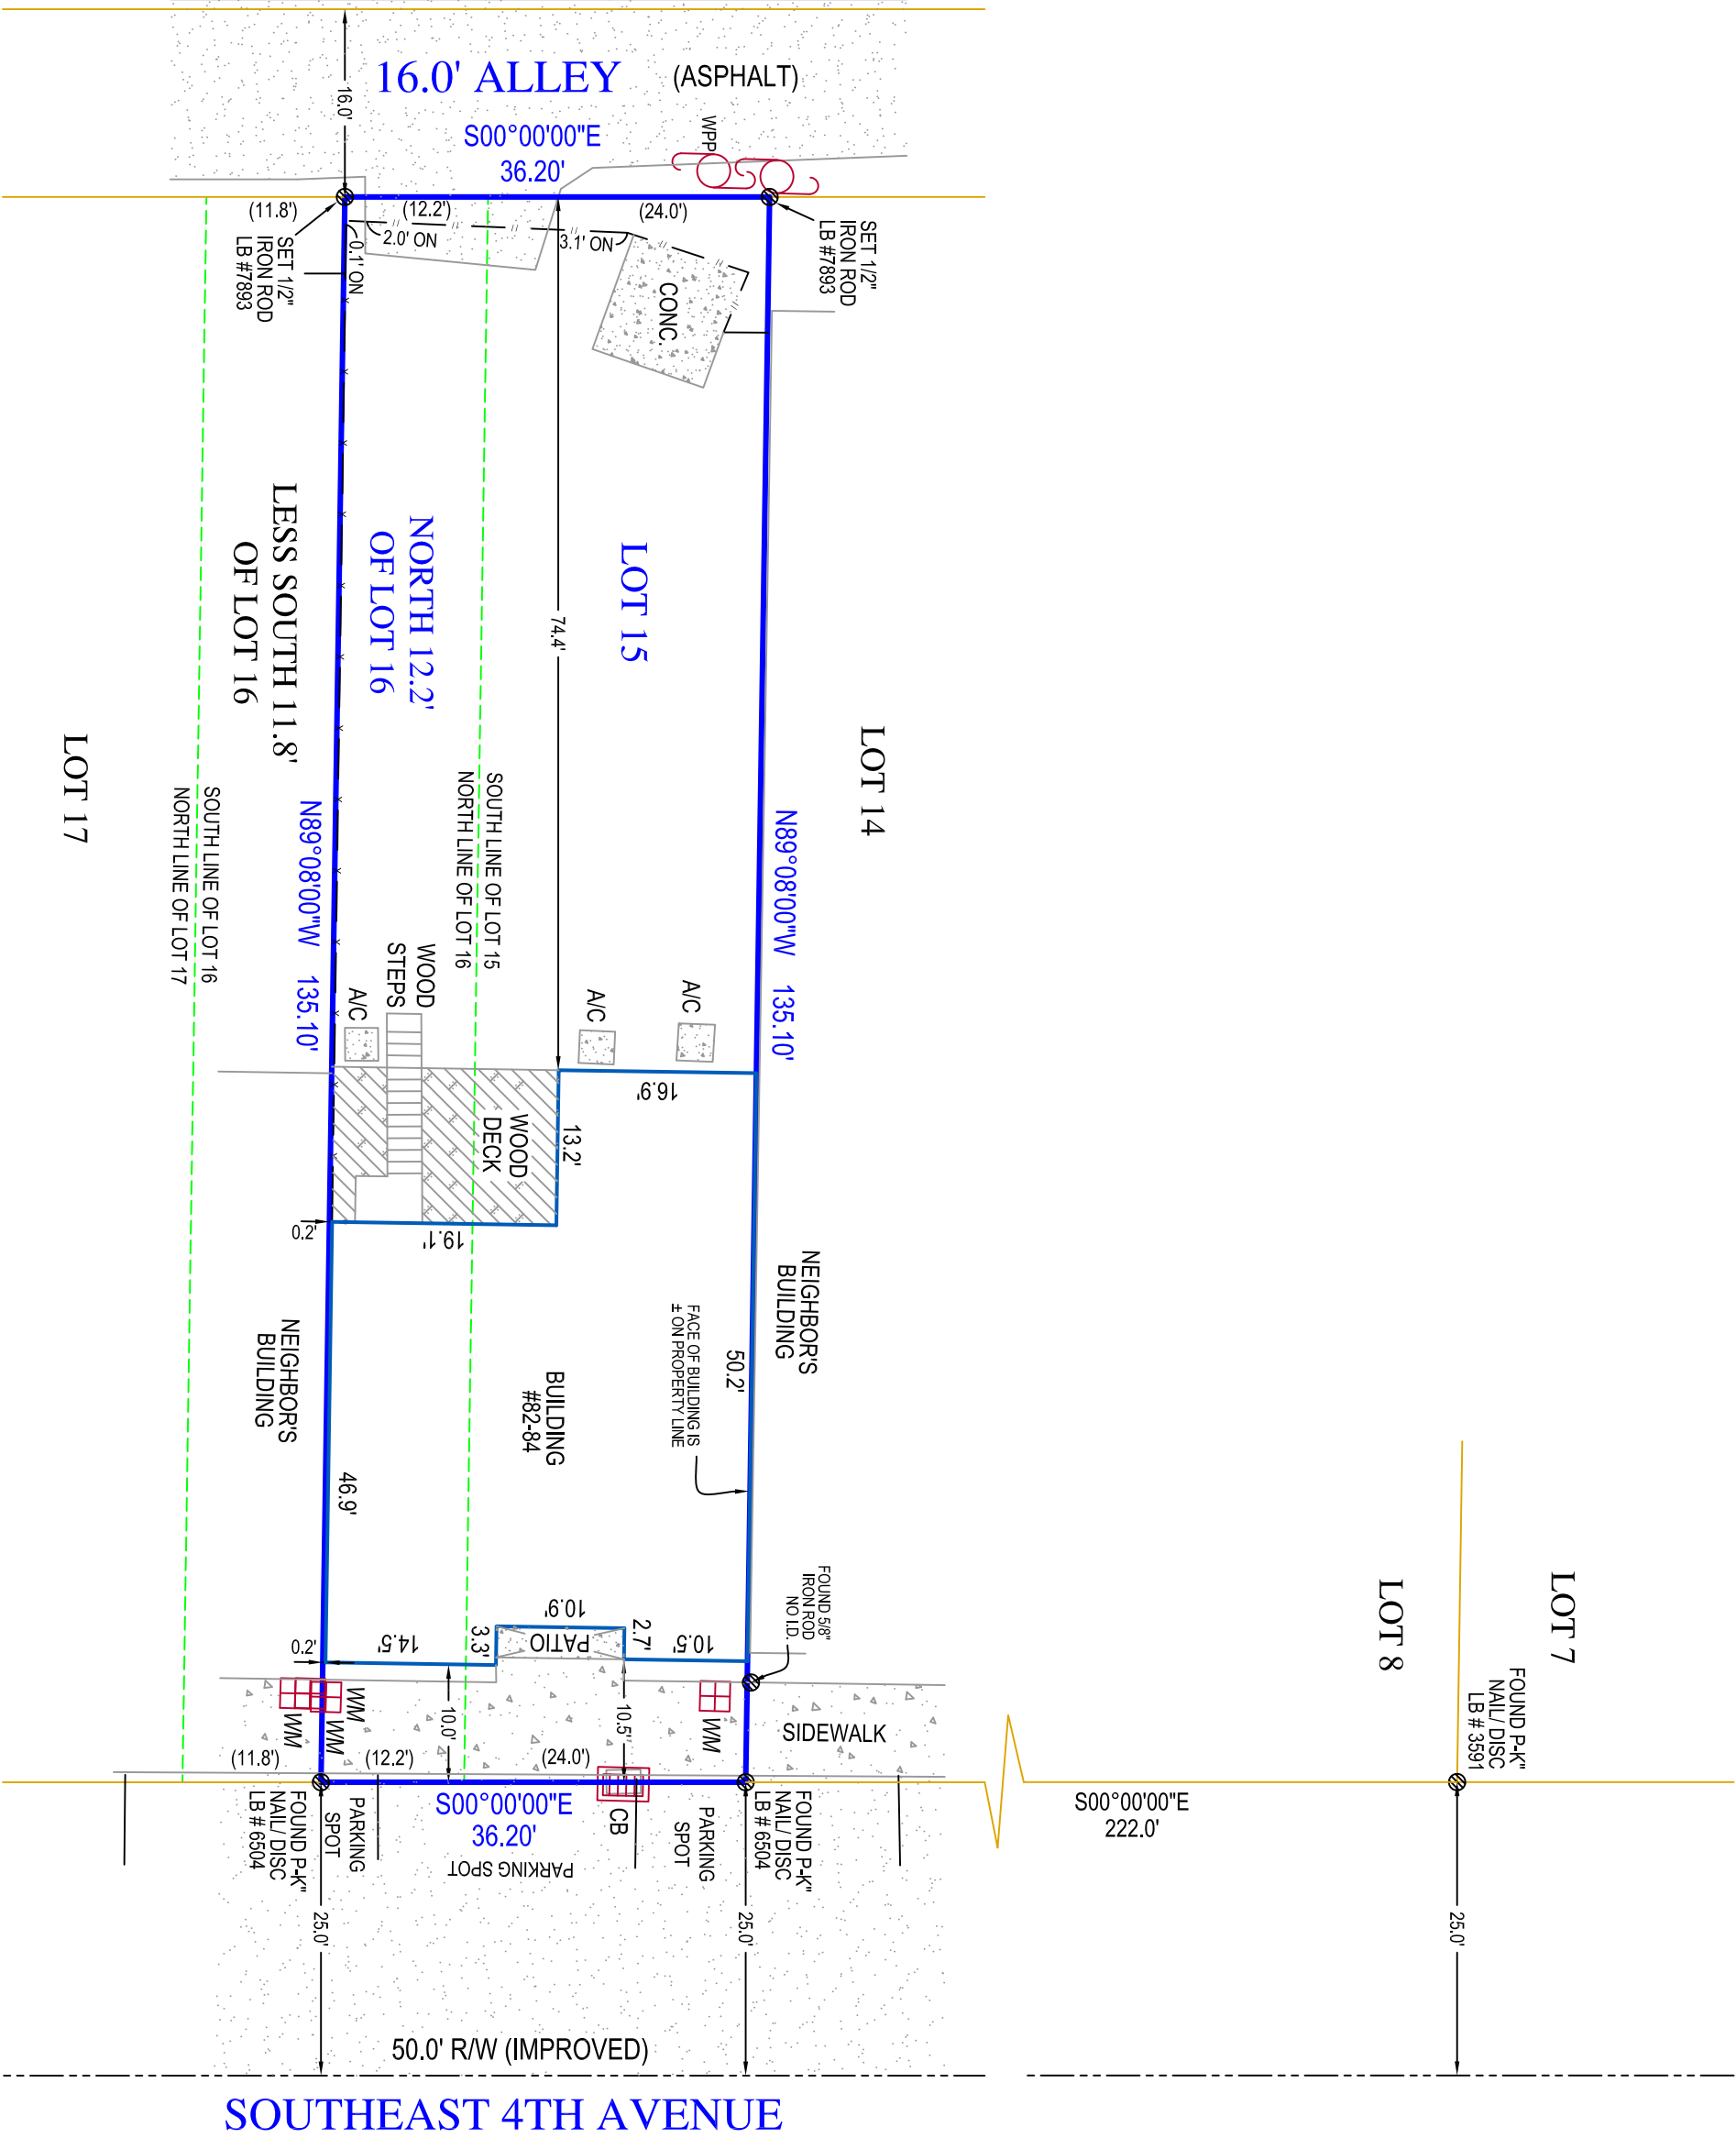 16.0' ALLEY
(ASPHALT)
16.0'
S00°00'00"E
36.20'
WPP
(11.8')
(12.2')
(24.0')
SET 1/2"
IRON ROD
LB #7893
SET 1/2"
IRON ROD
LB #7893
0.1' ON
2.0' ON
3.1' ON
CONC.
LESS SOUTH 11.8'
OF LOT 16
NORTH 12.2'
OF LOT 16
LOT 15
74.4'
LOT 17
LOT 14
SOUTH LINE OF LOT 16
NORTH LINE OF LOT 17
N89°08'00"W 135.10'
SOUTH LINE OF LOT 15
NORTH LINE OF LOT 16
N89°08'00"W 135.10'
WOOD
STEPS
A/C
A/C
A/C
16.9'
WOOD
DECK
13.2'
19.1'
0.2'
NEIGHBOR'S
BUILDING
NEIGHBOR'S
BUILDING
FACE OF BUILDING IS
± ON PROPERTY LINE
50.2'
BUILDING
#82-84
46.9'
FOUND 5/8"
IRON ROD
NO I.D.
10.9'
PATIO
3.3'
2.7'
14.5'
10.5'
0.2'
WM
WM
WM
WM
10.0'
10.5'
SIDEWALK
(11.8')
(12.2')
(24.0')
LOT 8
LOT 7
FOUND P-K"
NAIL/ DISC
LB # 3591
S00°00'00"E
36.20'
S00°00'00"E
222.0'
FOUND P-K"
NAIL/ DISC
LB # 6504
PARKING
SPOT
PARKING SPOT
CB
PARKING
SPOT
FOUND P-K"
NAIL/ DISC
LB # 6504
25.0'
25.0'
25.0'
50.0' R/W (IMPROVED)
SOUTHEAST 4TH AVENUE